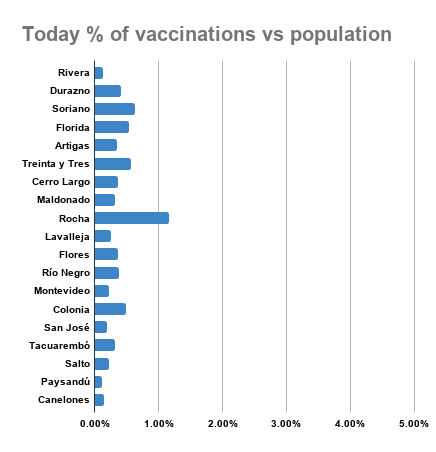 Today % of vaccinations vs population
Rivera
Durazno
Soriano
Florida
Artigas
Treinta y Tres
Cerro Largo
Maldonado
Rocha
Lavalleja
Flores
Río Negro
Montevideo
Colonia
San José
Tacuarembó
Salto
Paysandú
Canelones
0.00% 1.00% 2.00% 3.00% 4.00% 5.00%